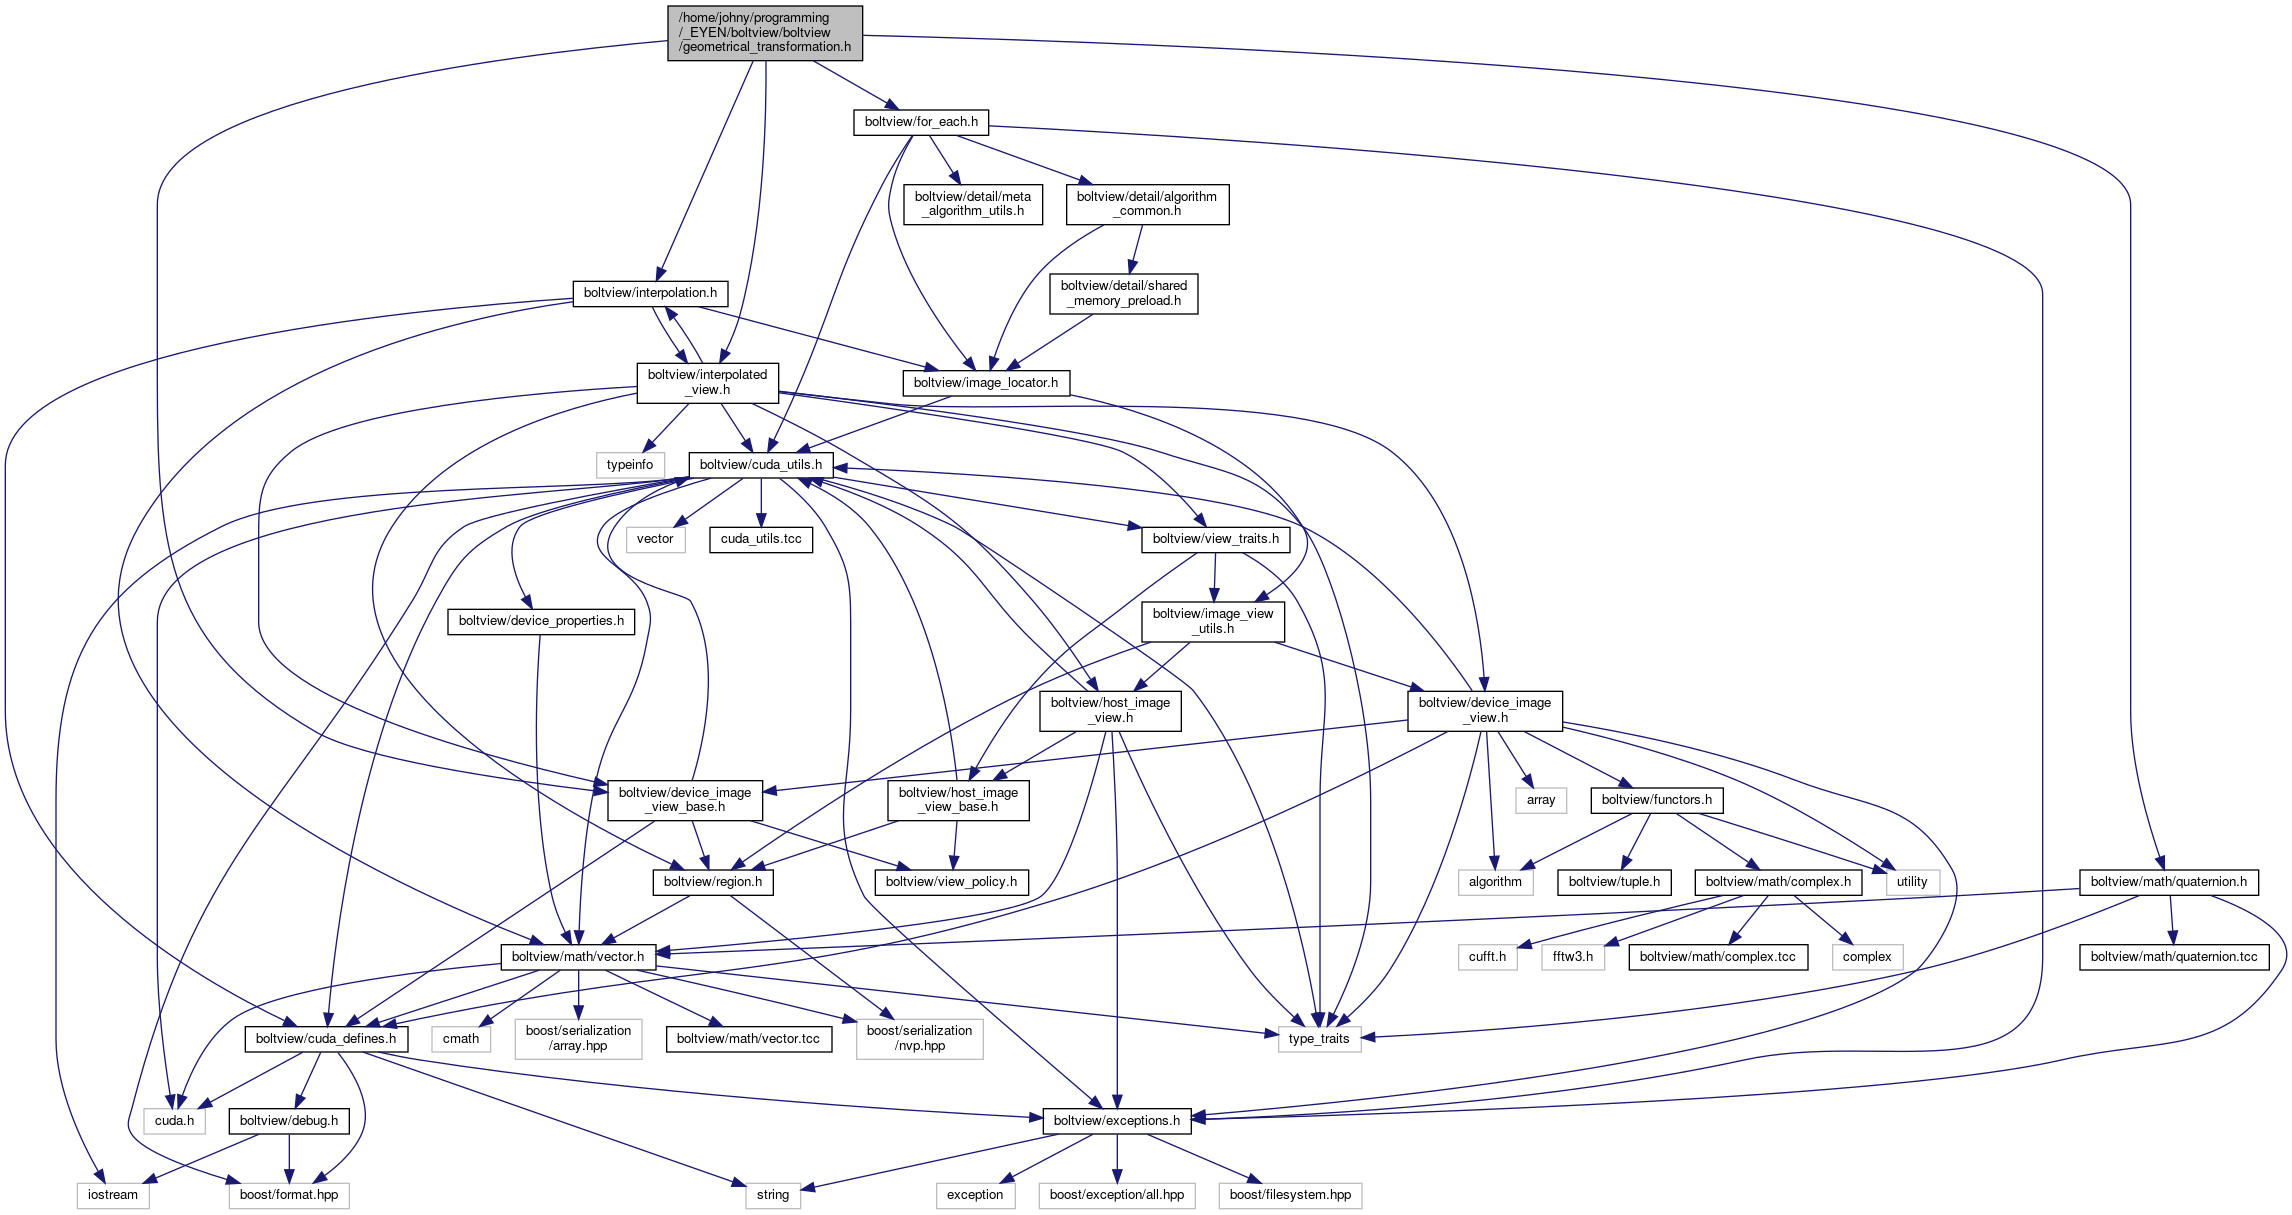 /home/johny/programming
/_EYEN/boltview/boltview
/geometrical_transformation.h
boltview/for_each.h
boltview/detail/meta
_algorithm_utils.h
boltview/detail/algorithm
_common.h
boltview/interpolation.h
boltview/detail/shared
_memory_preload.h
boltview/interpolated
_view.h
boltview/image_locator.h
typeinfo
boltview/cuda_utils.h
vector
cuda_utils.tcc
boltview/view_traits.h
boltview/device_properties.h
boltview/image_view
_utils.h
boltview/host_image
_view.h
boltview/device_image
_view.h
boltview/device_image
_view_base.h
boltview/host_image
_view_base.h
array
boltview/functors.h
boltview/region.h
boltview/view_policy.h
algorithm
boltview/tuple.h
boltview/math/complex.h
utility
boltview/math/quaternion.h
boltview/math/vector.h
cufft.h
fftw3.h
boltview/math/complex.tcc
complex
boltview/math/quaternion.tcc
boltview/cuda_defines.h
cmath
boost/serialization
/array.hpp
boltview/math/vector.tcc
boost/serialization
/nvp.hpp
type_traits
cuda.h
boltview/debug.h
boltview/exceptions.h
iostream
boost/format.hpp
string
exception
boost/exception/all.hpp
boost/filesystem.hpp